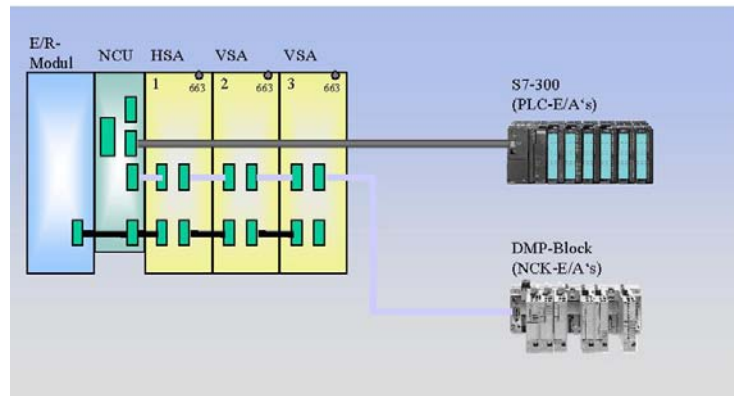 E/R-
Modul
NCU
HSA
VSA
VSA
1
663
2
663
3
663
S7-300
(PLC-E/A‘s)
DMP-Block
(NCK-E/A‘s)